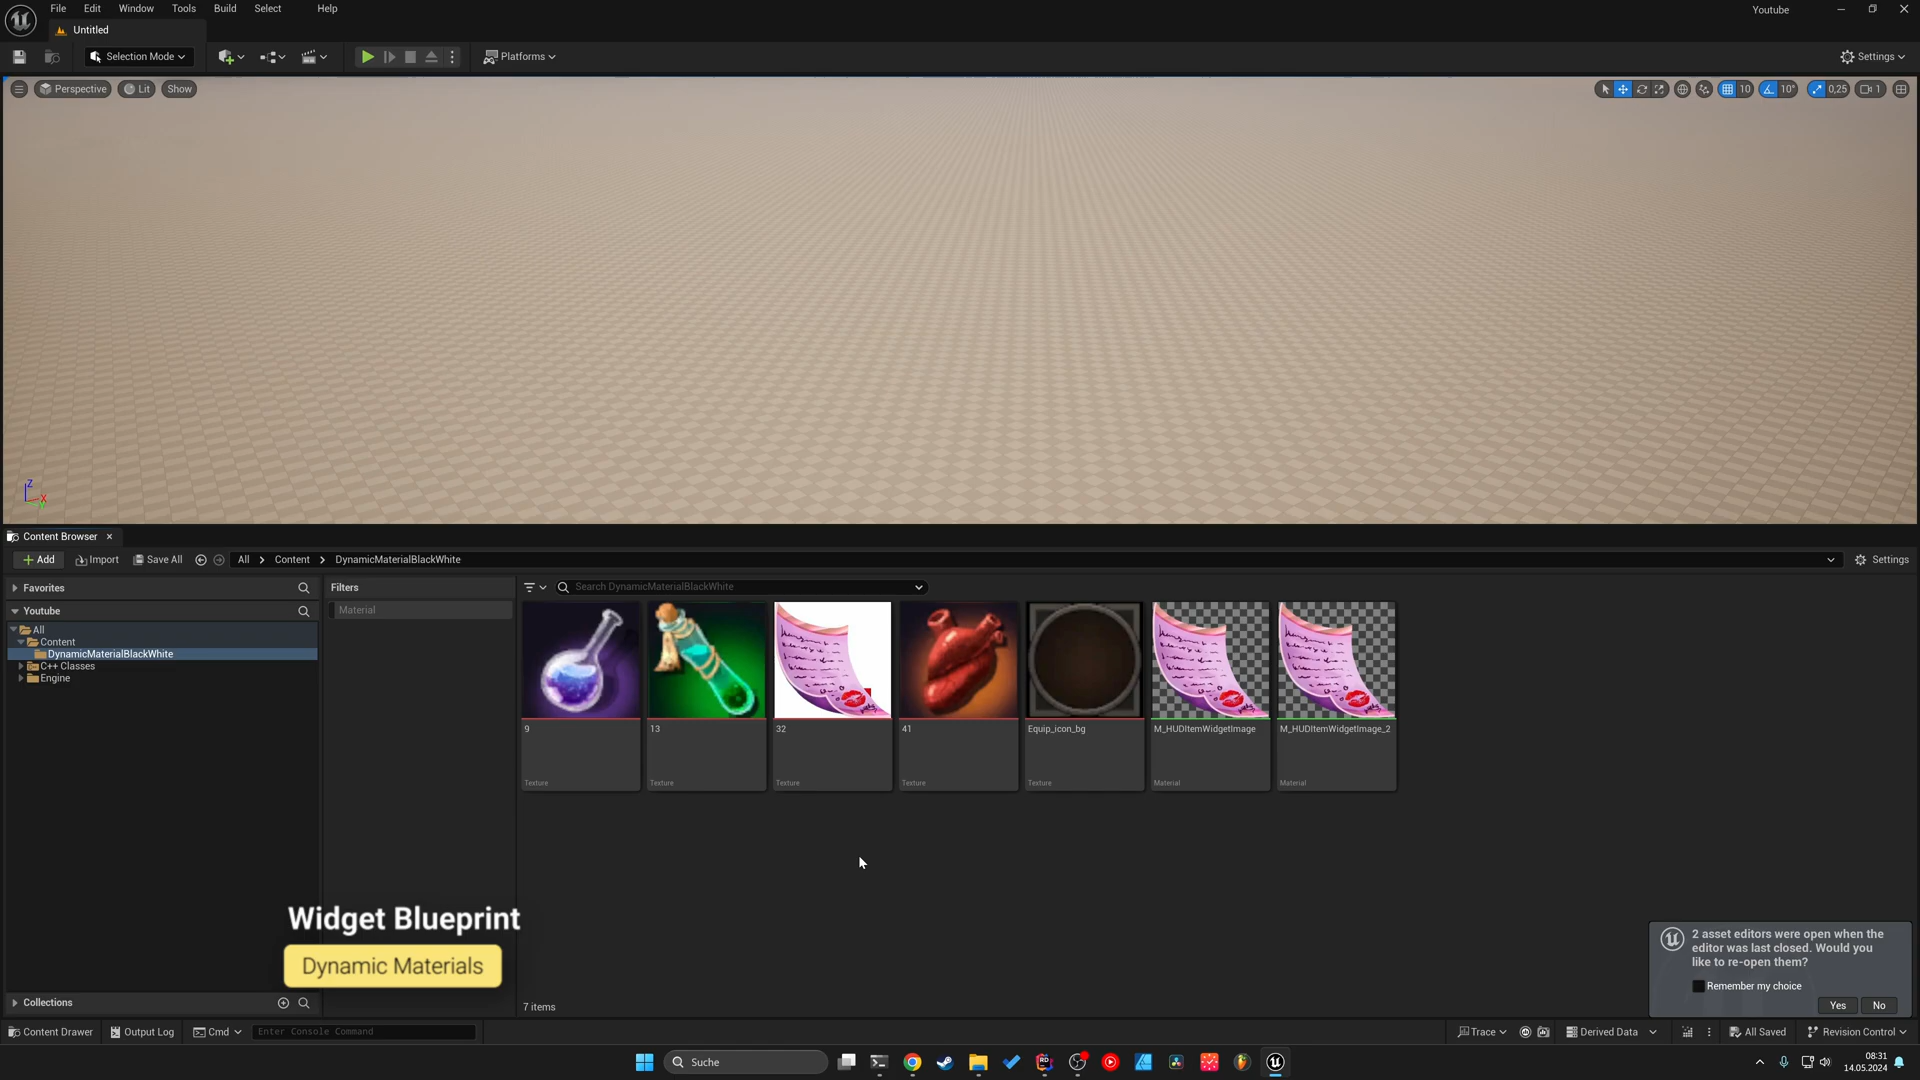 File Edit Window Tools Build Select Help
Youtube
Untitled
Selection Mode
Platforms
Settings
Perspective Lit Show
10 10° 0,25 1
Z
X
Content Browser
Add Import Save All All Content DynamicMaterialBlackWhite
Settings
Favorites
Filters
Search DynamicMaterialBlackWhite
Youtube
Material
All
Content
DynamicMaterialBlackWhite
C++ Classes
Engine
9 13 32 41 Equip_icon_bg M_HUDItemWidgetImage M_HUDItemWidgetImage_2
Texture Texture Texture Texture Texture Material Material
Widget Blueprint
Dynamic Materials
2 asset editors were open when the
editor was last closed. Would you
like to re-open them?
Remember my choice
Yes No
Collections
7 items
Content Drawer Output Log Cmd Enter Console Command
Trace Derived Data All Saved Revision Control
Suche
RD
08:31
14.05.2024